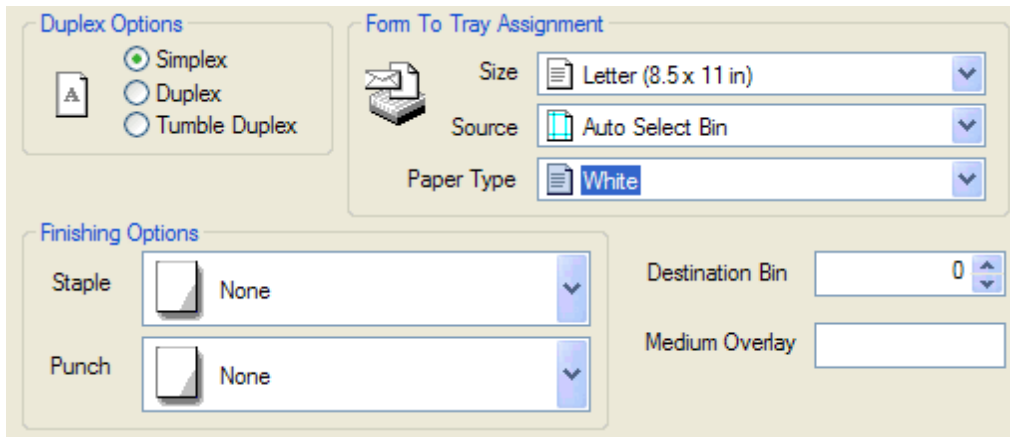 Duplex Options
Simplex
Duplex
Tumble Duplex
A
Form To Tray Assignment
Size Letter (8.5 x 11 in)
Source Auto Select Bin
Paper Type White
Finishing Options
Staple None
Punch None
Destination Bin 0
Medium Overlay